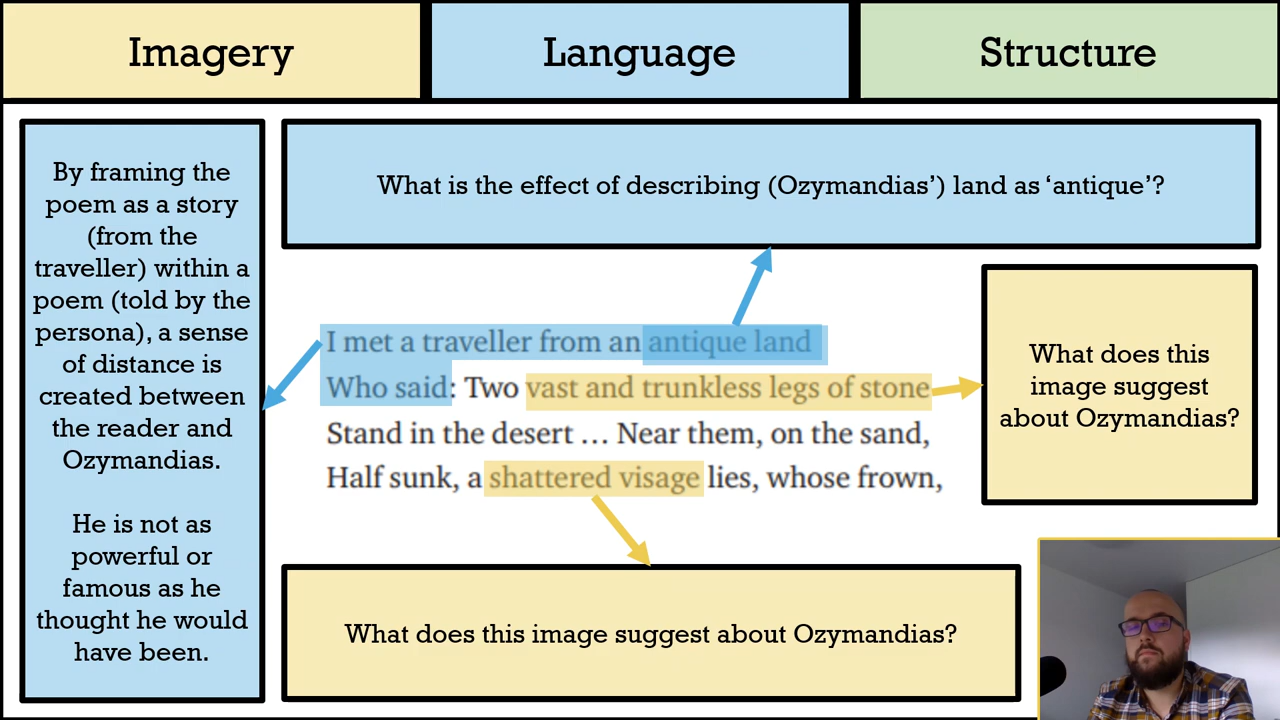 Imagery
Language
Structure
By framing the
poem as a story
(from the
traveller) within a
poem (told by the
persona), a sense
of distance is
created between
the reader and
Ozymandias.
He is not as
powerful or
famous as he
thought he would
have been.
What is the effect of describing (Ozymandias’) land as ‘antique’?
I met a traveller from an antique land
Who said: Two vast and trunkless legs of stone
Stand in the desert … Near them, on the sand,
Half sunk, a shattered visage lies, whose frown,
What does this
image suggest
about Ozymandias?
What does this image suggest about Ozymandias?